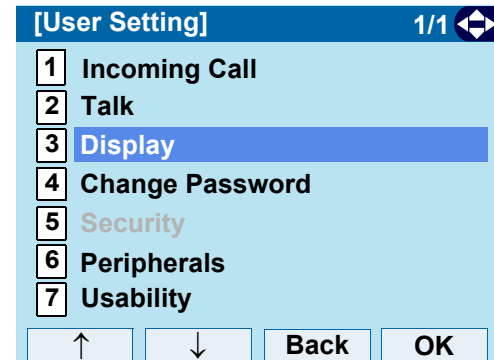 [User Setting] 1/1
1 Incoming Call
2 Talk
3 Display
4 Change Password
5 Security
6 Peripherals
7 Usability
↑ ↓ Back OK